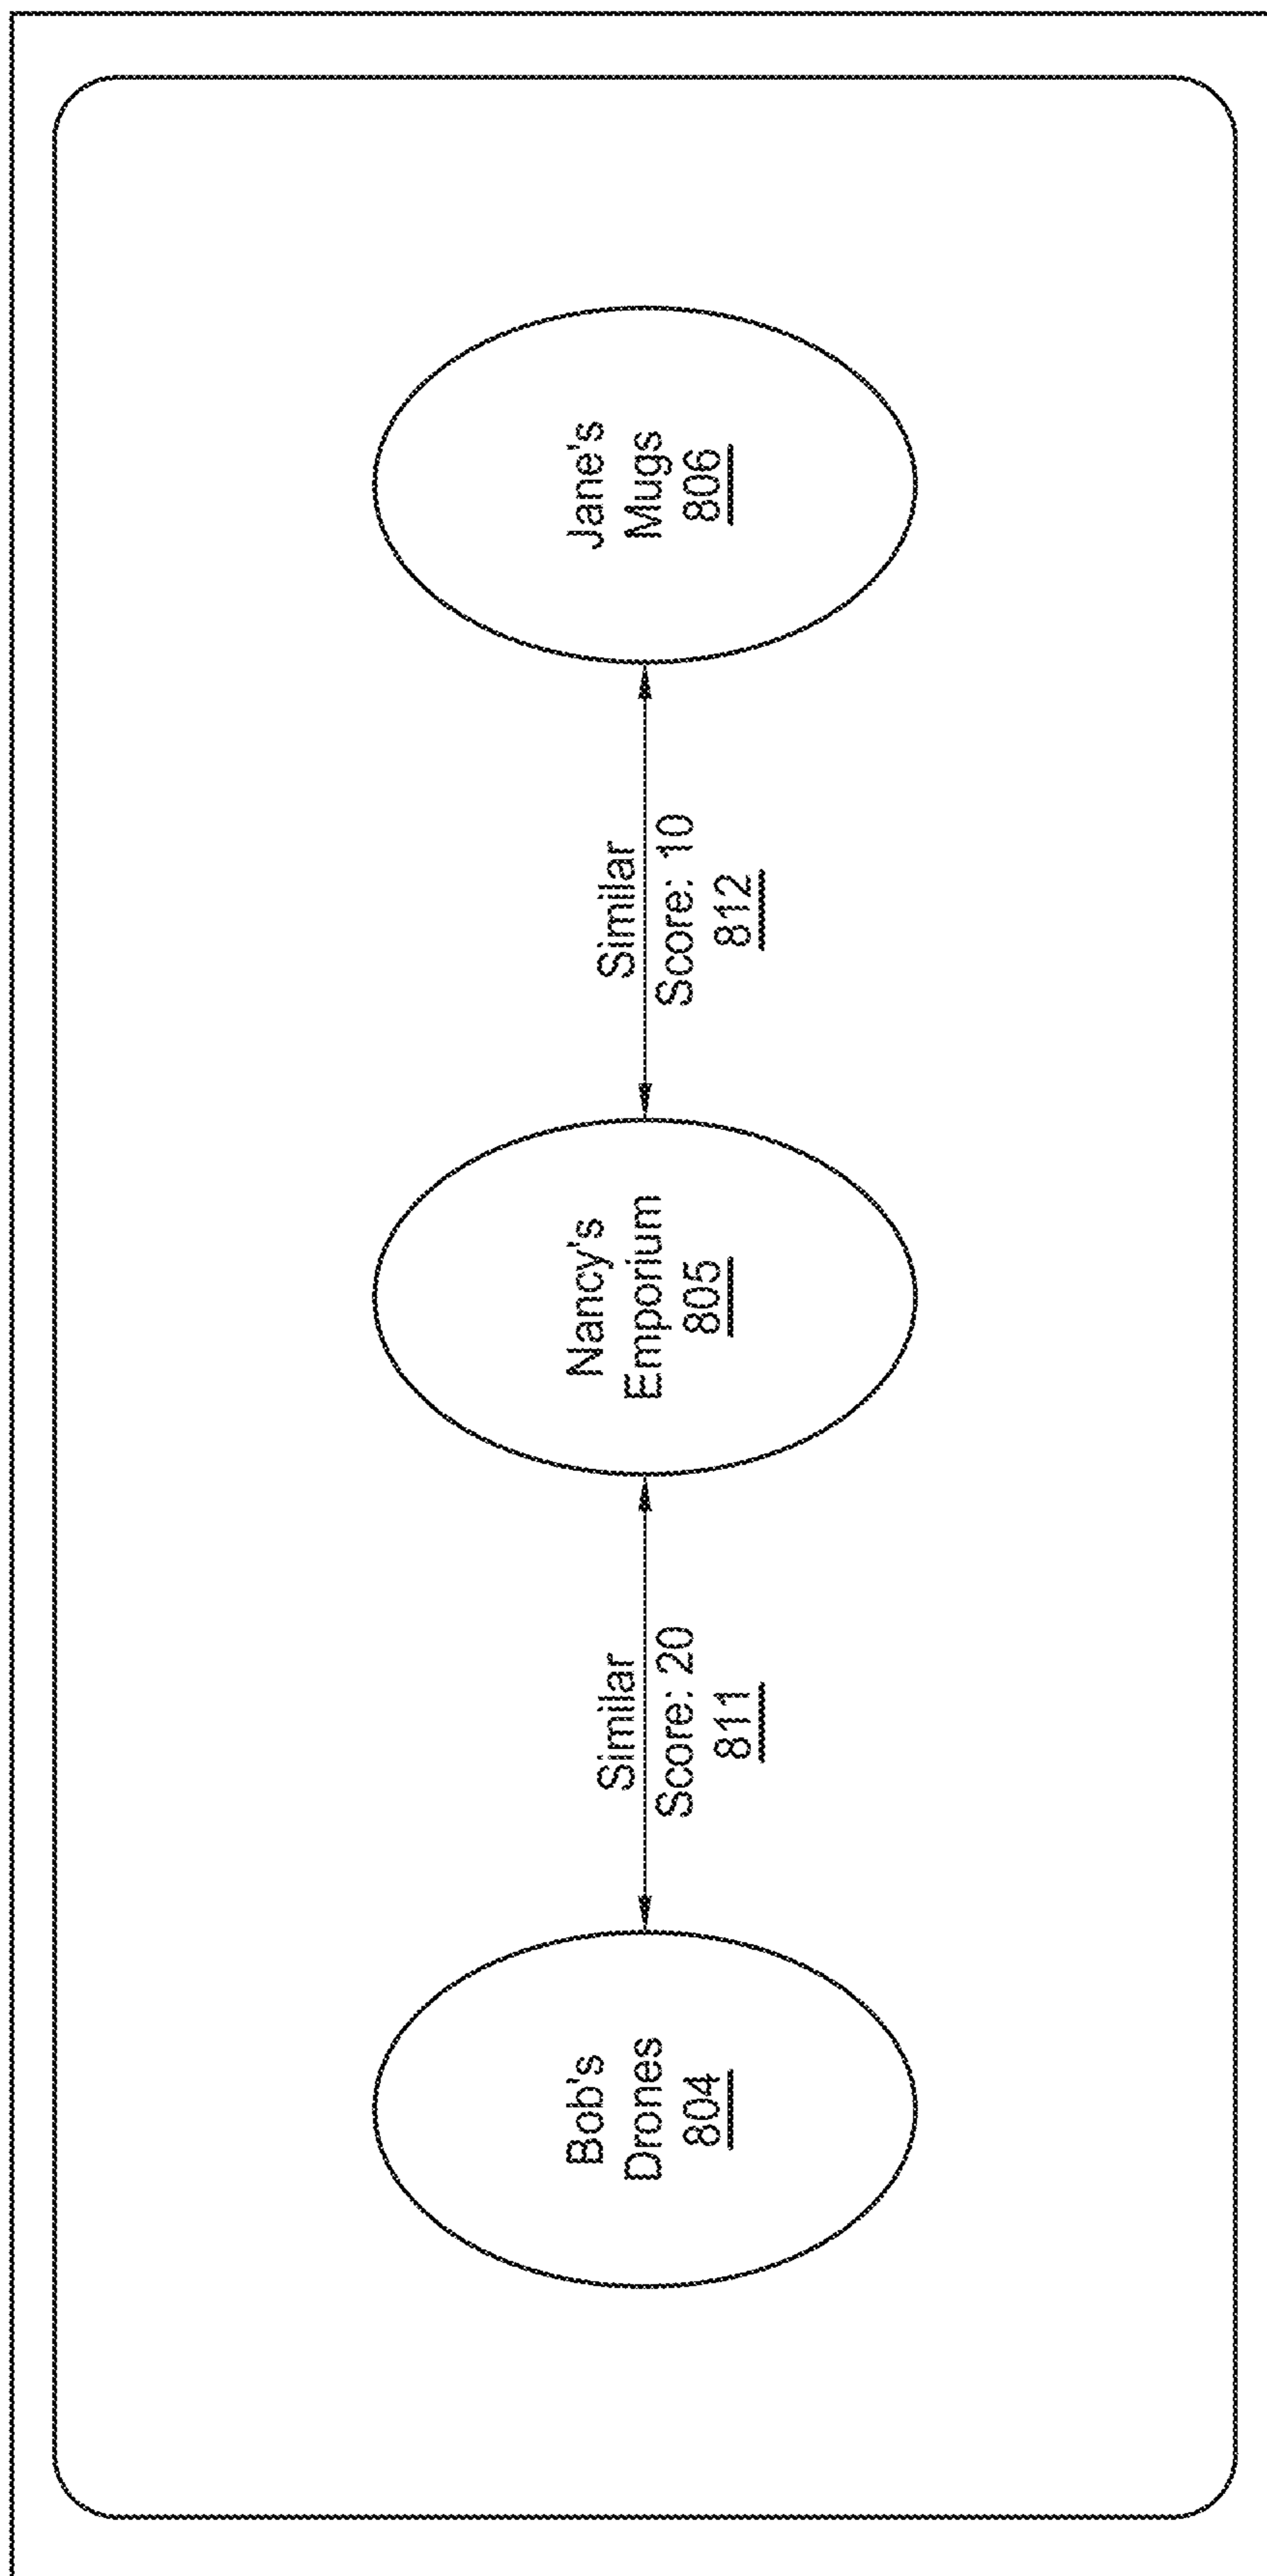 Bob's
Drones
804
Similar
Score: 20
811
Nancy's
Emporium
805
Similar
Score: 10
812
Jane's
Mugs
806